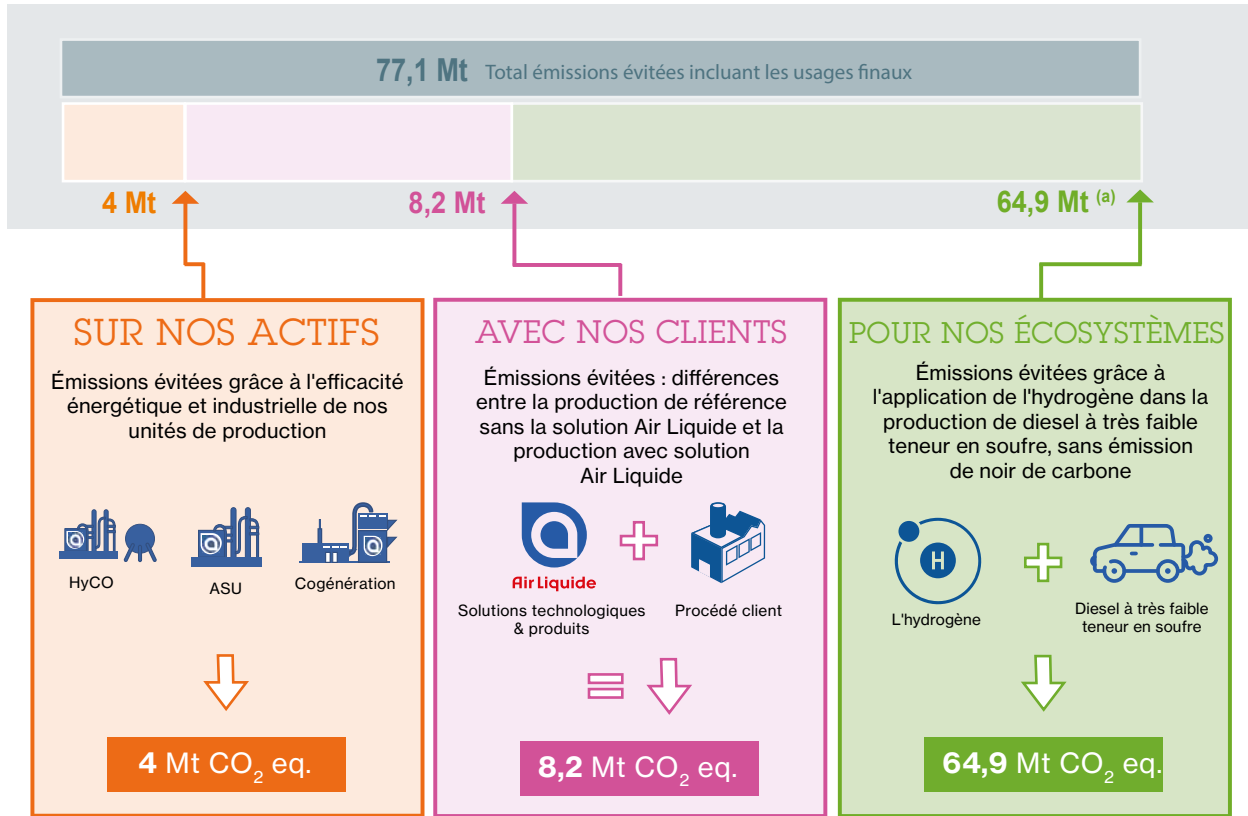 77,1 Mt Total émissions évitées incluant les usages finaux
4 Mt
8,2 Mt
64,9 Mt (a)
SUR NOS ACTIFS
Émissions évitées grâce à l'efficacité
énergétique et industrielle de nos
unités de production
HyCO
ASU
Cogénération
4 Mt CO2 eq.
AVEC NOS CLIENTS
Émissions évitées : différences
entre la production de référence
sans la solution Air Liquide et la
production avec solution
Air Liquide
Air Liquide
Solutions technologiques
& produits
Procédé client
8,2 Mt CO2 eq.
POUR NOS ÉCOSYSTÈMES
Émissions évitées grâce à
l'application de l'hydrogène dans la
production de diesel à très faible
teneur en soufre, sans émission
de noir de carbone
H
L'hydrogène
Diesel à très faible
teneur en soufre
64,9 Mt CO2 eq.